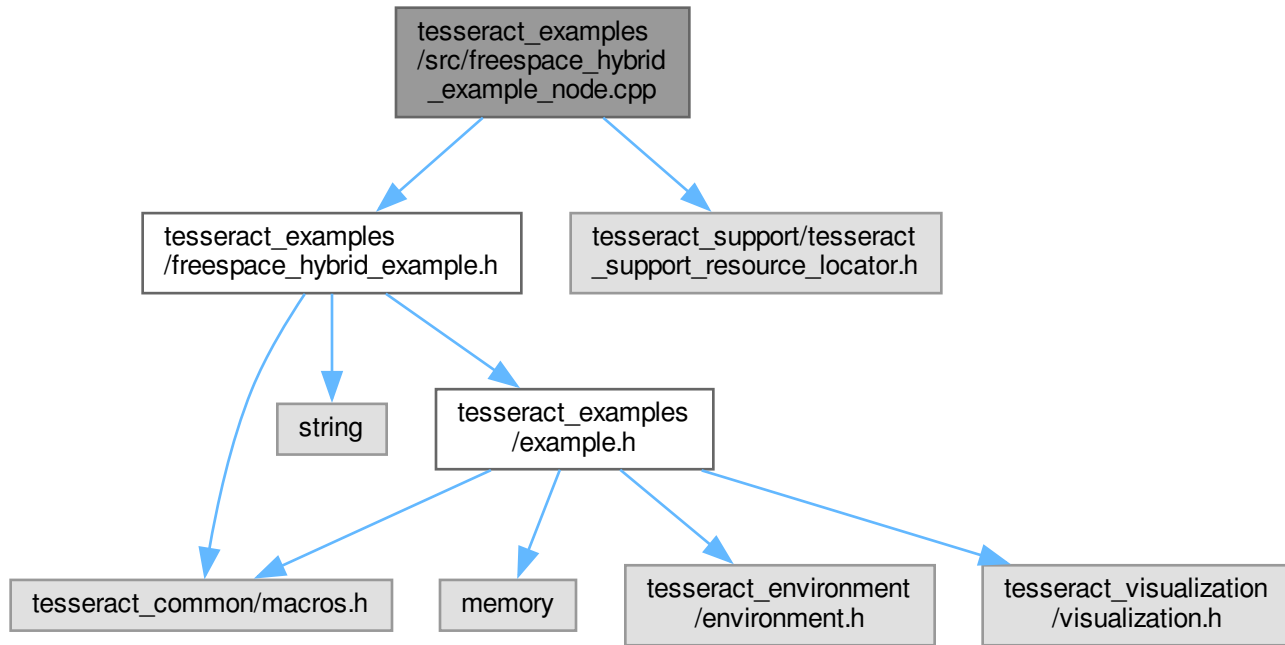 tesseract_examples
/src/freespace_hybrid
_example_node.cpp
tesseract_examples
/freespace_hybrid_example.h
tesseract_support/tesseract
_support_resource_locator.h
string
tesseract_examples
/example.h
tesseract_common/macros.h
memory
tesseract_environment
/environment.h
tesseract_visualization
/visualization.h